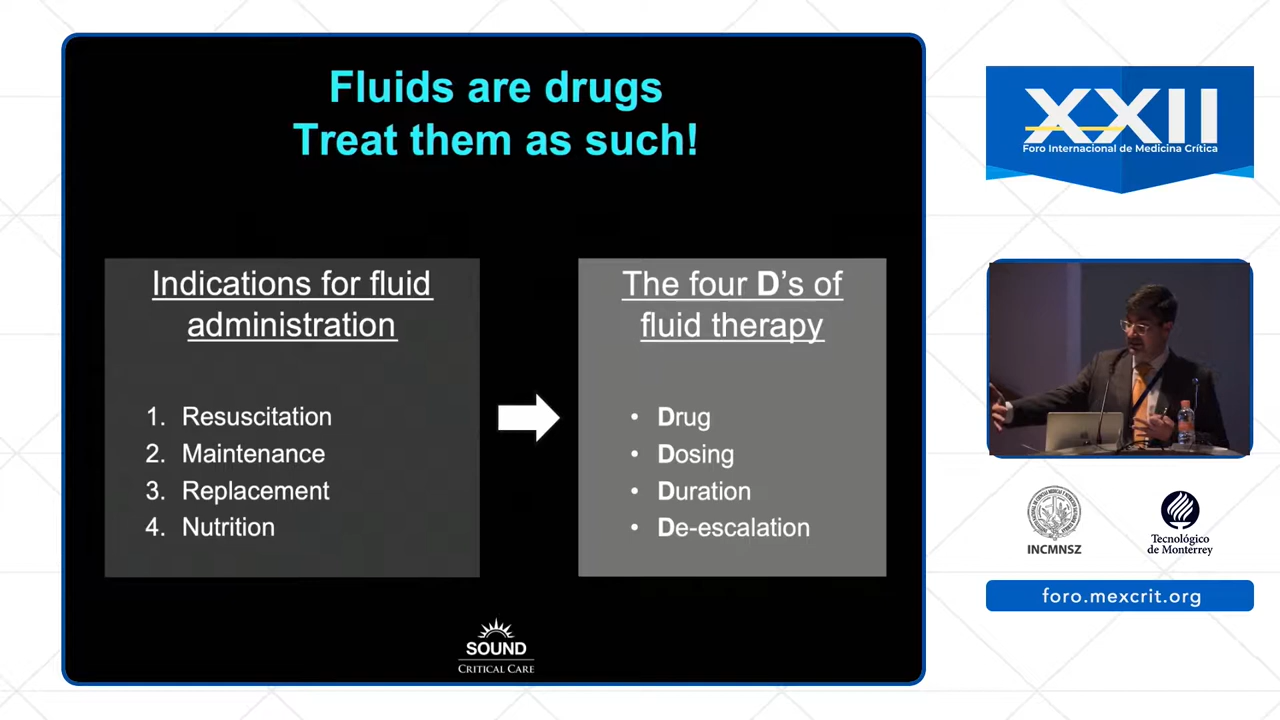 Fluids are drugs
Treat them as such!
Indications for fluid
administration
1. Resuscitation
2. Maintenance
3. Replacement
4. Nutrition
The four D's of
fluid therapy
• Drug
• Dosing
• Duration
• De-escalation
SOUND
CRITICAL CARE
XXII
Foro Internacional de Medicina Crítica
INCMNSZ
Tecnológico
de Monterrey
foro.mexcrit.org